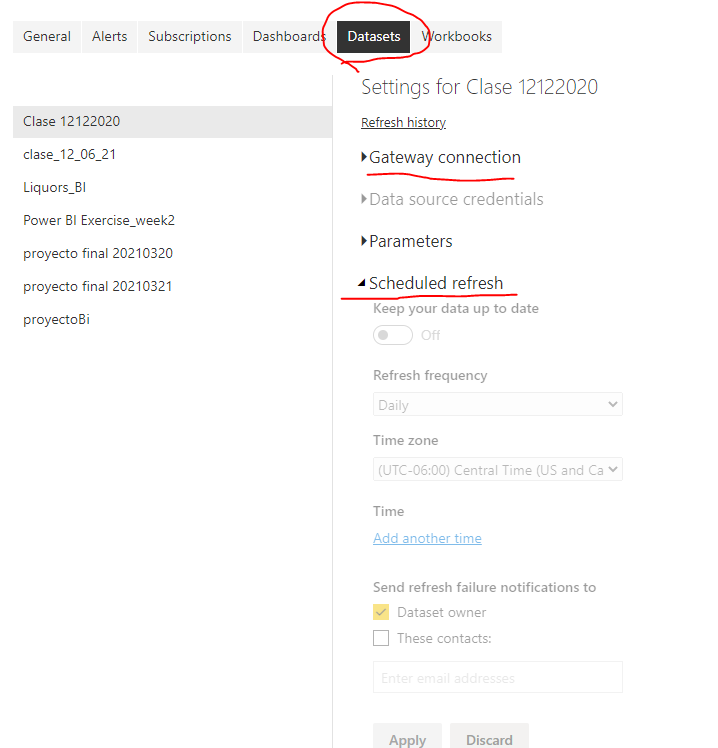 General Alerts Subscriptions Dashboards Datasets Workbooks
Settings for Clase 12122020
Clase 12122020
clase_12_06_21
Liquors_BI
Power BI Exercise_week2
proyecto final 20210320
proyecto final 20210321
proyectoBi
Refresh history
Gateway connection
Data source credentials
Parameters
Scheduled refresh
Keep your data up to date
Off
Refresh frequency
Daily
Time zone
(UTC-06:00) Central Time (US and Ca
Time
Add another time
Send refresh failure notifications to
Dataset owner
These contacts:
Enter email addresses
Apply Discard